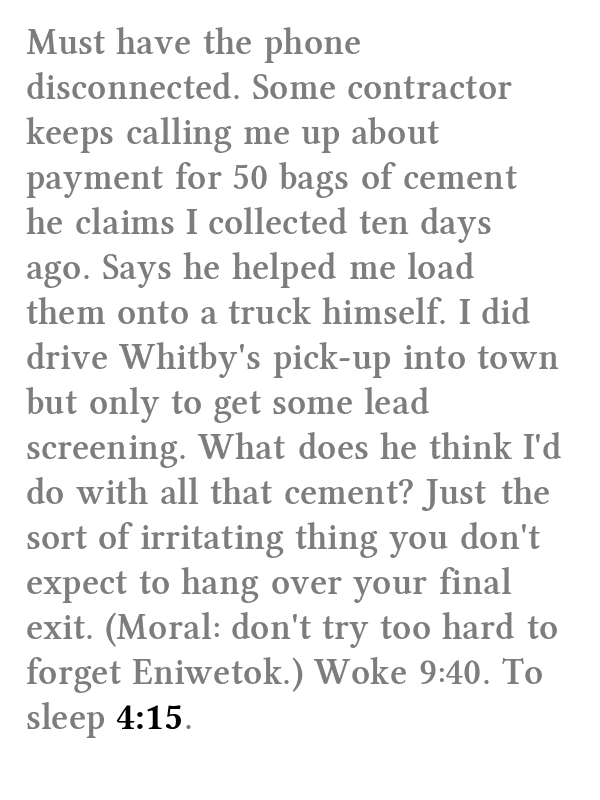 Must have the phone
disconnected. Some contractor
keeps calling me up about
payment for 50 bags of cement
he claims I collected ten days
ago. Says he helped me load
them onto a truck himself. I did
drive Whitby's pick-up into town
but only to get some lead
screening. What does he think I'd
do with all that cement? Just the
sort of irritating thing you don't
expect to hang over your final
exit. (Moral: don't try too hard to
forget Eniwetok.) Woke 9:40. To
sleep 4:15.